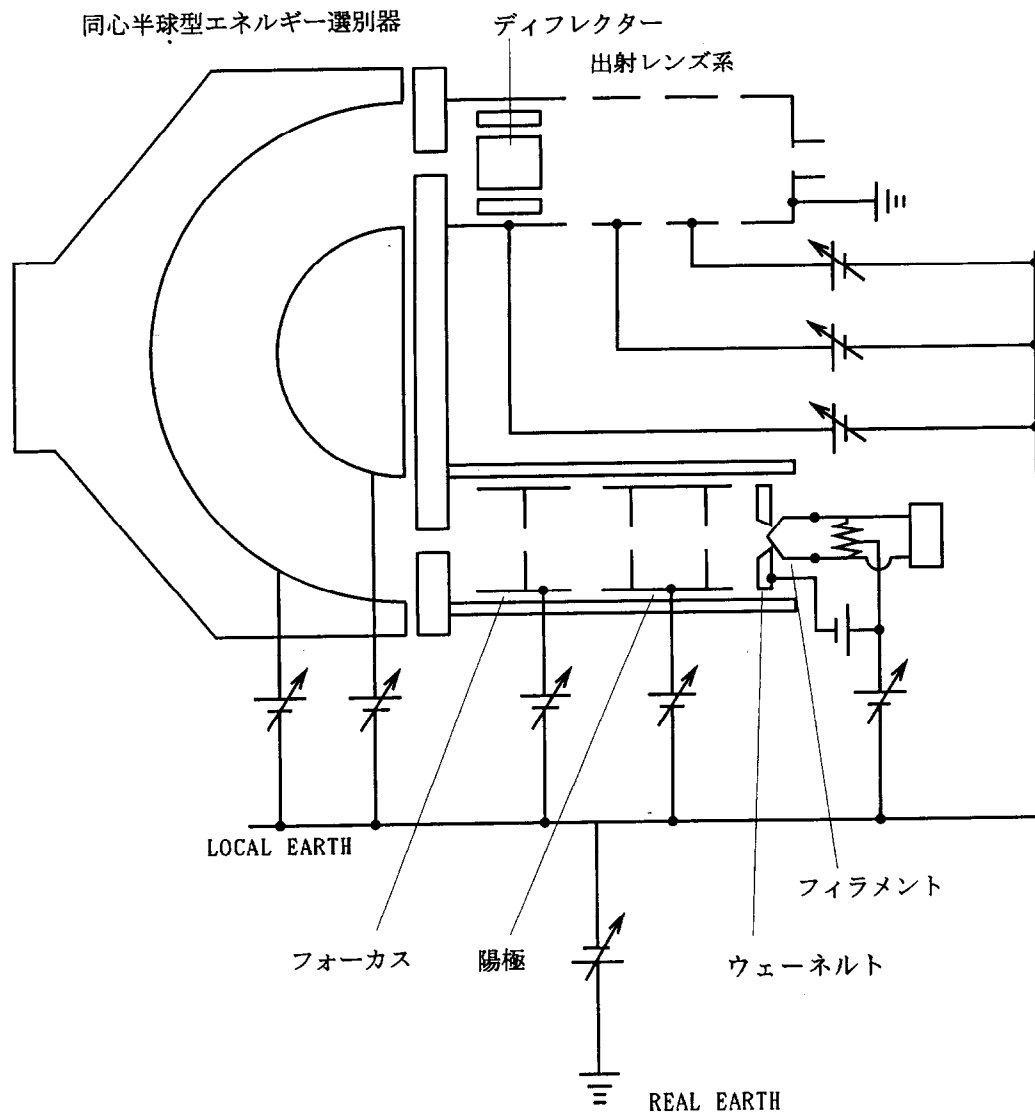 同心半球型エネルギー選別器
ディフレクター
出射レンズ系
LOCAL EARTH
フィラメント
フォーカス
陽極
ウェーネルト
REAL EARTH